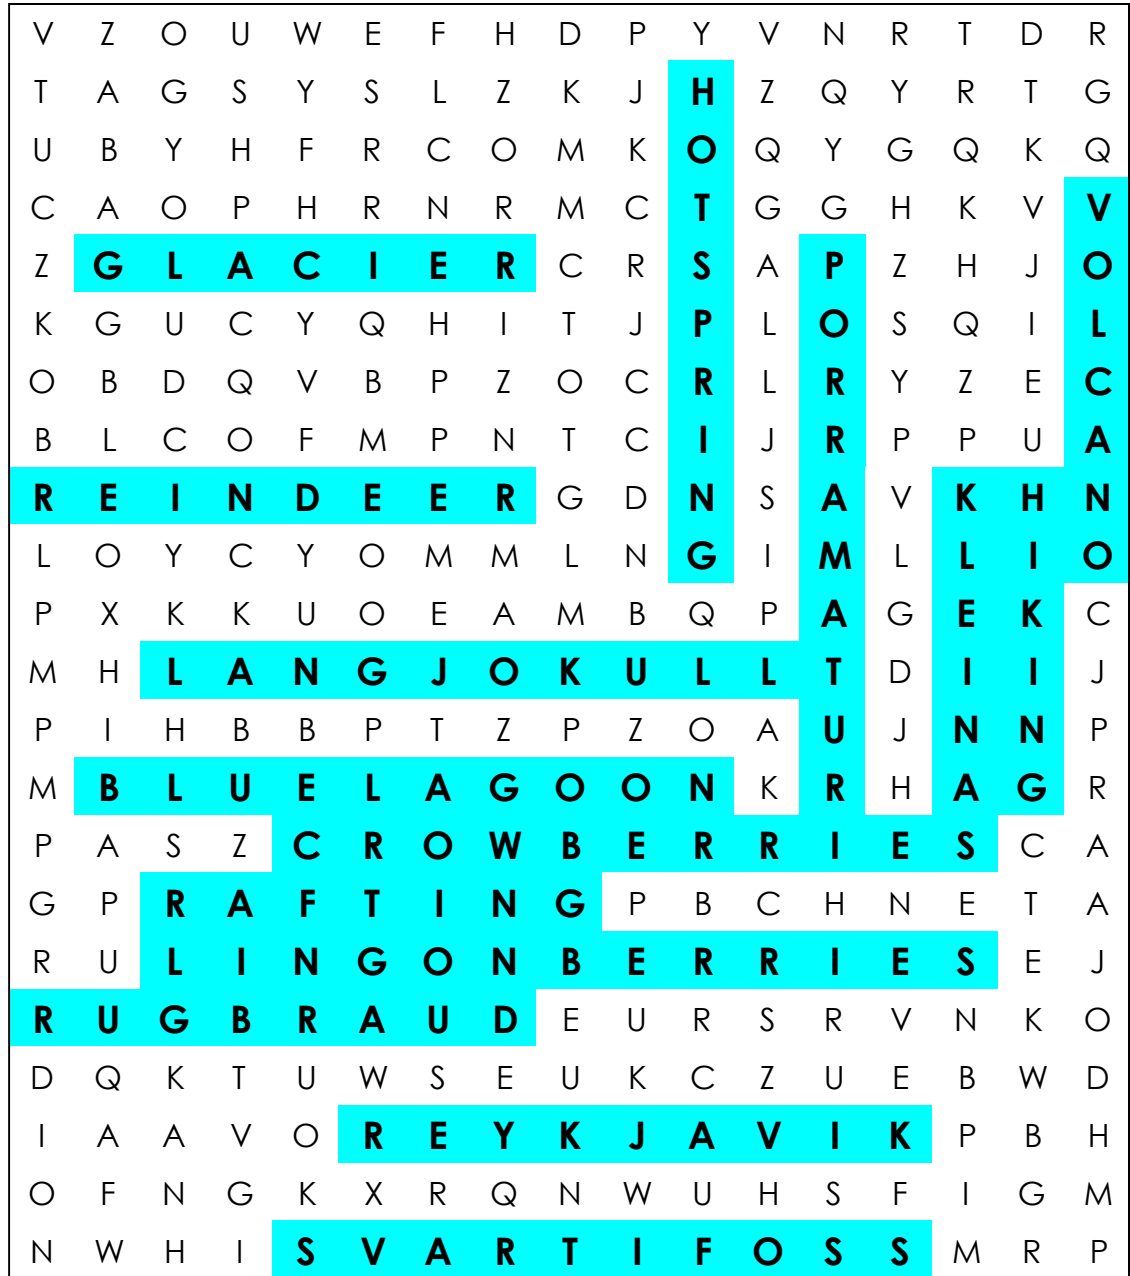 V Z O U W E F H D P Y V N R T D R
T A G S Y S L Z K J H Z Q Y R T G
U B Y H F R C O M K O Q Y G Q K Q
C A O P H R N R M C T G G H K V V
Z G L A C I E R C R S A P Z H J O
K G U C Y Q H I T J P L O S Q I L
O B D Q V B P Z O C R L R Y Z E C
B L C O F M P N T C I J R P P U A
R E I N D E E R G D N S A V K H N
L O Y C Y O M M L N G I M L L I O
P X K K U O E A M B Q P A G E K C
M H L A N G J O K U L L T D I I J
P I H B B P T Z P Z O A U J N N P
M B L U E L A G O O N K R H A G R
P A S Z C R O W B E R R I E S C A
G P R A F T I N G P B C H N E T A
R U L I N G O N B E R R I E S E J
R U G B R A U D E U R S R V N K O
D Q K T U W S E U K C Z U E B W D
I A A V O R E Y K J A V I K P B H
O F N G K X R Q N W U H S F I G M
N W H I S V A R T I F O S S M R P